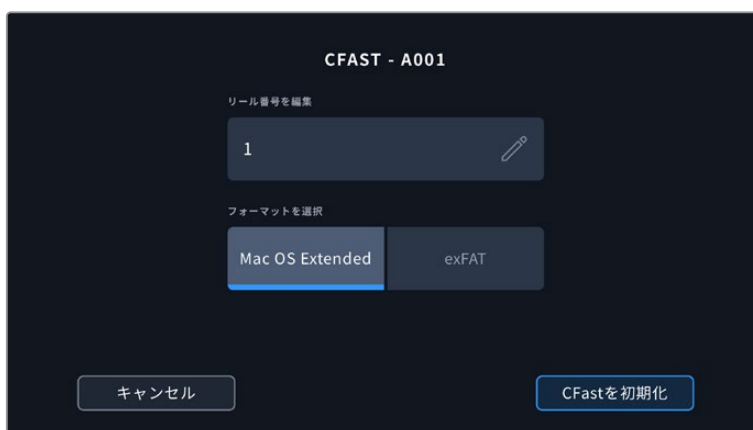 CFAST - A001
リール番号を編集
1
フォーマットを選択
Mac OS Extended
exFAT
キャンセル
CFastを初期化